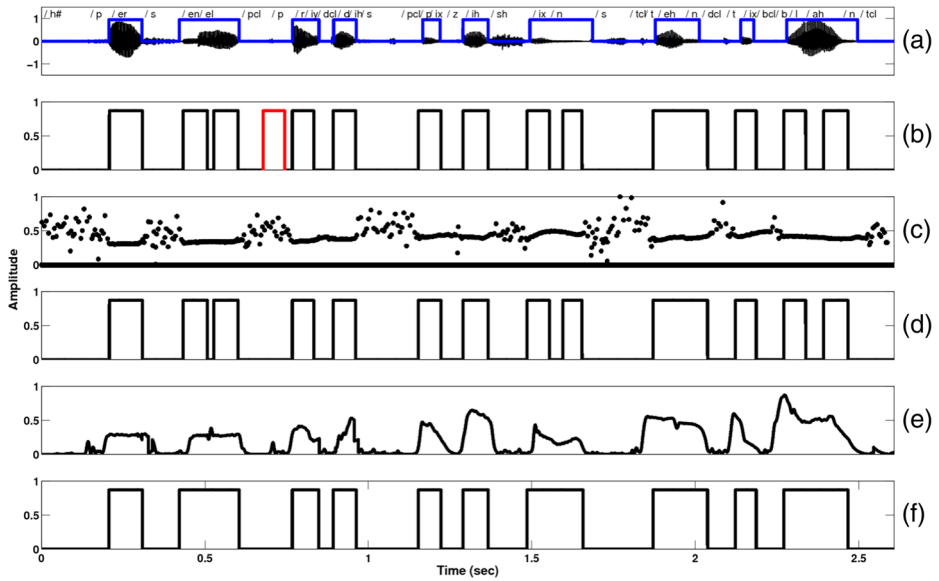 / h# / p / er / s / en/ el / pcl / p / r/ iy/ dcl/ d/ ih/ s / pcl/ p/ ix / z / ih / sh / ix / n / s / tcl/ t / eh / n / dcl / t / ix/ bcl/ b / l / ah / n / tcl
1
0
−1
(a)
1
0.5
0
(b)
1
0.5
0
(c)
Amplitude
1
0.5
0
(d)
1
0.5
0
(e)
1
0.5
0
(f)
0 0.5 1 1.5 2 2.5
Time (sec)